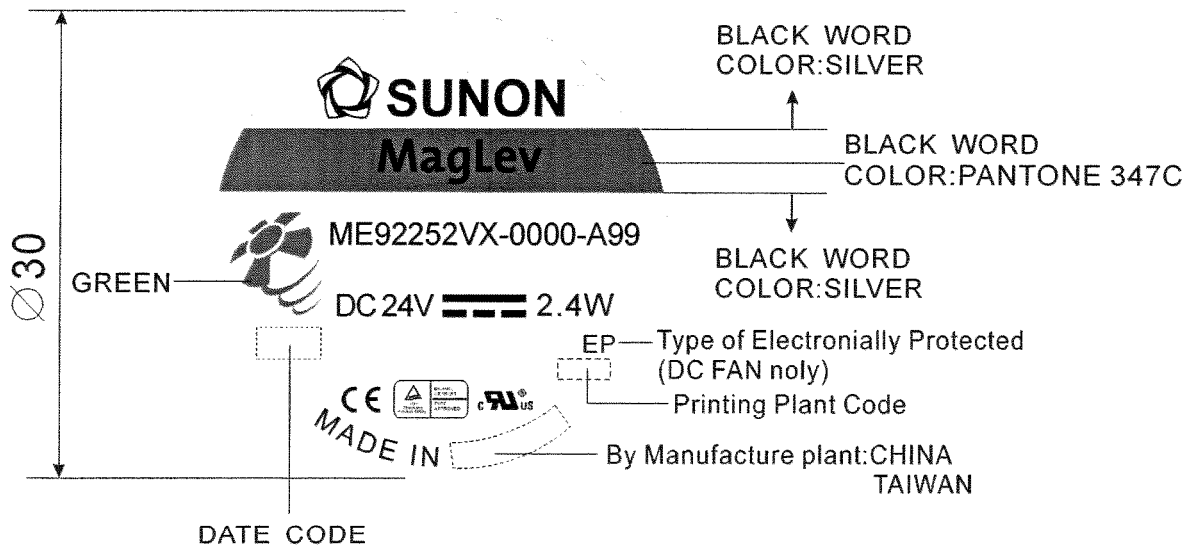 BLACK WORD
COLOR:SILVER
SUNON
MagLev
BLACK WORD
COLOR:PANTONE 347C
Ø30
ME92252VX-0000-A99
GREEN
BLACK WORD
COLOR:SILVER
DC 24V 2.4W
EP
Type of Electronially Protected
(DC FAN noly)
Printing Plant Code
CE
c RU® US
MADE IN
By Manufacture plant:CHINA
TAIWAN
DATE CODE